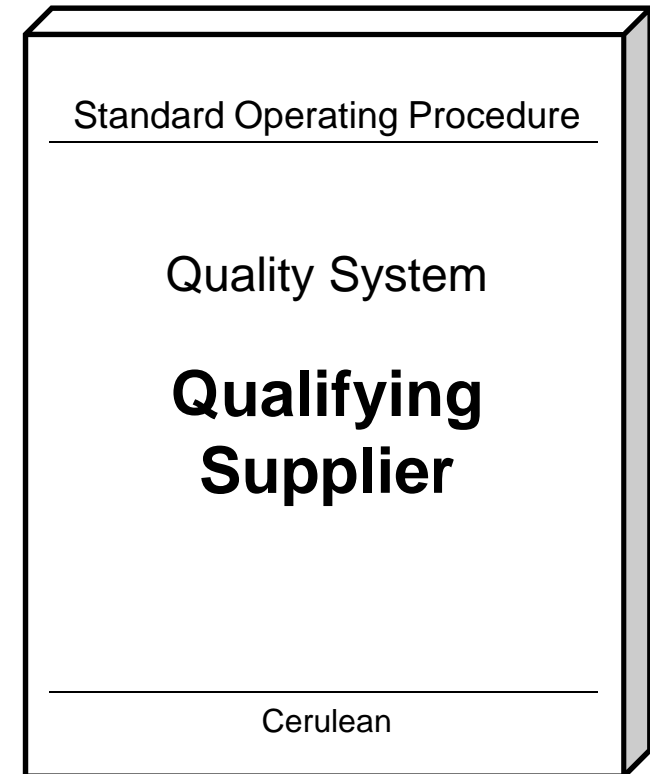 Standard Operating Procedure
Quality System
Qualifying
Supplier
Cerulean